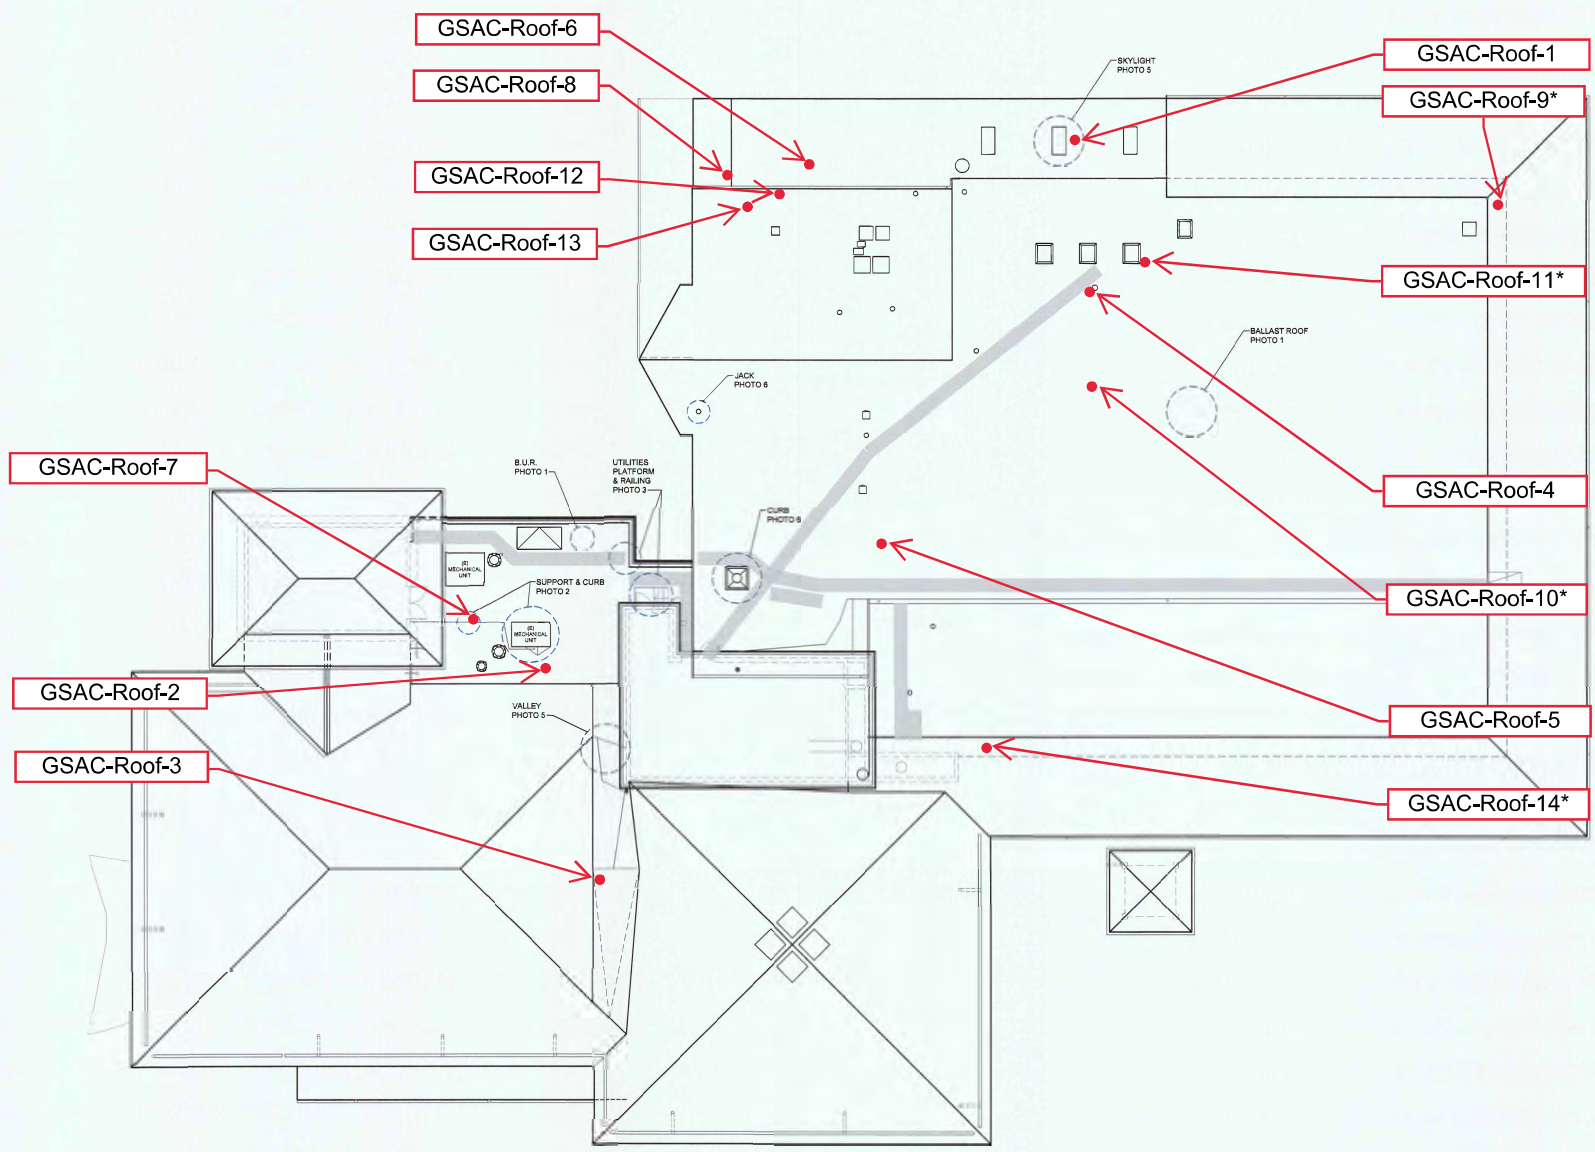 GSAC-Roof-6
GSAC-Roof-8
GSAC-Roof-12
GSAC-Roof-13
SKYLIGHT
PHOTO 5
GSAC-Roof-1
GSAC-Roof-9*
GSAC-Roof-11*
BALLAST ROOF
PHOTO 1
JACK
PHOTO 6
GSAC-Roof-7
B.U.R.
PHOTO 1
UTILITIES
PLATFORM
& RAILING
PHOTO 3
CURB
PHOTO 6
GSAC-Roof-4
(E)
MECHANICAL
UNIT
SUPPORT & CURB
PHOTO 2
(E)
MECHANICAL
UNIT
GSAC-Roof-10*
GSAC-Roof-2
VALLEY
PHOTO 5
GSAC-Roof-5
GSAC-Roof-3
GSAC-Roof-14*